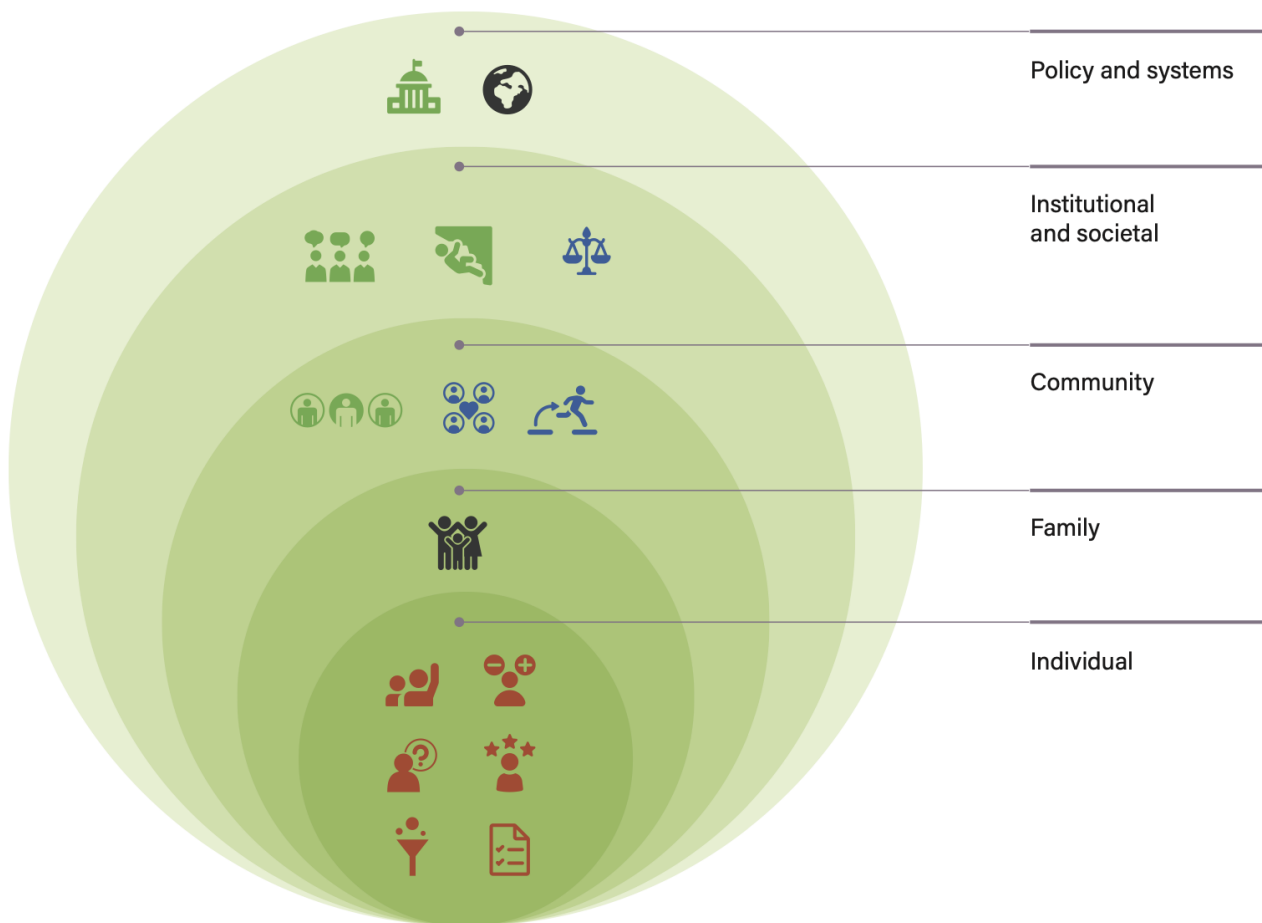 Policy and systems
Institutional
and societal
Community
Family
Individual